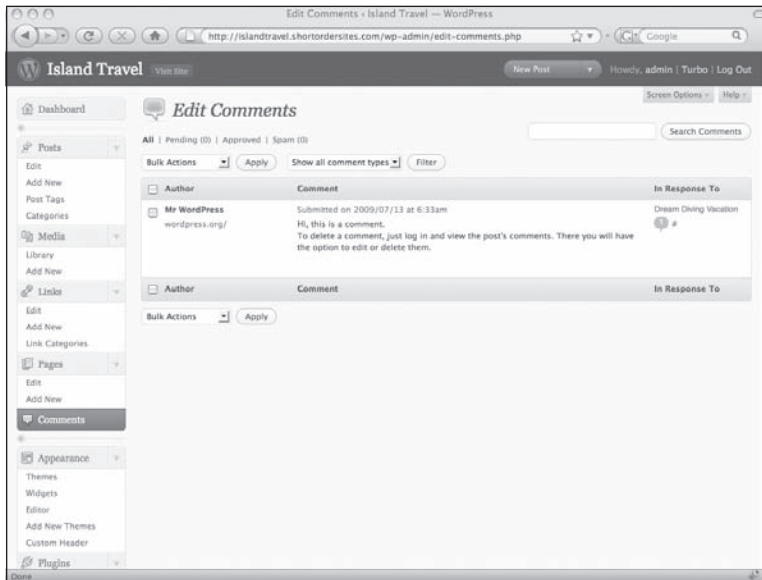 Edit Comments ‹ Island Travel — WordPress
http://islandtravel.shortordersites.com/wp-admin/edit-comments.php
Google
Island Travel
Visit Site
New Post
Howdy, admin | Turbo | Log Out
Screen Options
Help
Dashboard
Posts
Edit
Add New
Post Tags
Categories
Media
Library
Add New
Links
Edit
Add New
Link Categories
Pages
Edit
Add New
Comments
Appearance
Themes
Widgets
Editor
Add New Themes
Custom Header
Plugins
Edit Comments
All | Pending (0) | Approved | Spam (0)
Search Comments
Bulk Actions
Apply
Show all comment types
Filter
Author
Comment
In Response To
Mr WordPress
wordpress.org/
Submitted on 2009/07/13 at 6:33am
Hi, this is a comment.
To delete a comment, just log in and view the post's comments. There you will have
the option to edit or delete them.
Dream Diving Vacation
1 #
Author
Comment
In Response To
Bulk Actions
Apply
Done